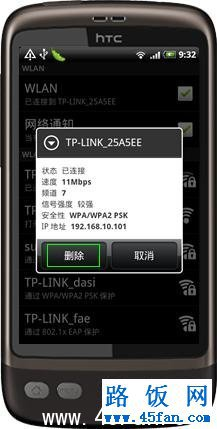 hTC
9:32
WLAN
WLAN
已连接到 TP-LINK_25A5EE
网络通知
TP-LINK_25A5EE
状态 已连接
速度 11Mbps
频道 7
信号强度 较强
安全性 WPA/WPA2 PSK
IP 地址 192.168.10.101
删除
取消
TP-LINK_dasi
通过 WPA/WPA2 PSK 保护
TP-LINK_fae
通过 802.1x EAP 保护
路饭网
www.45fan.com